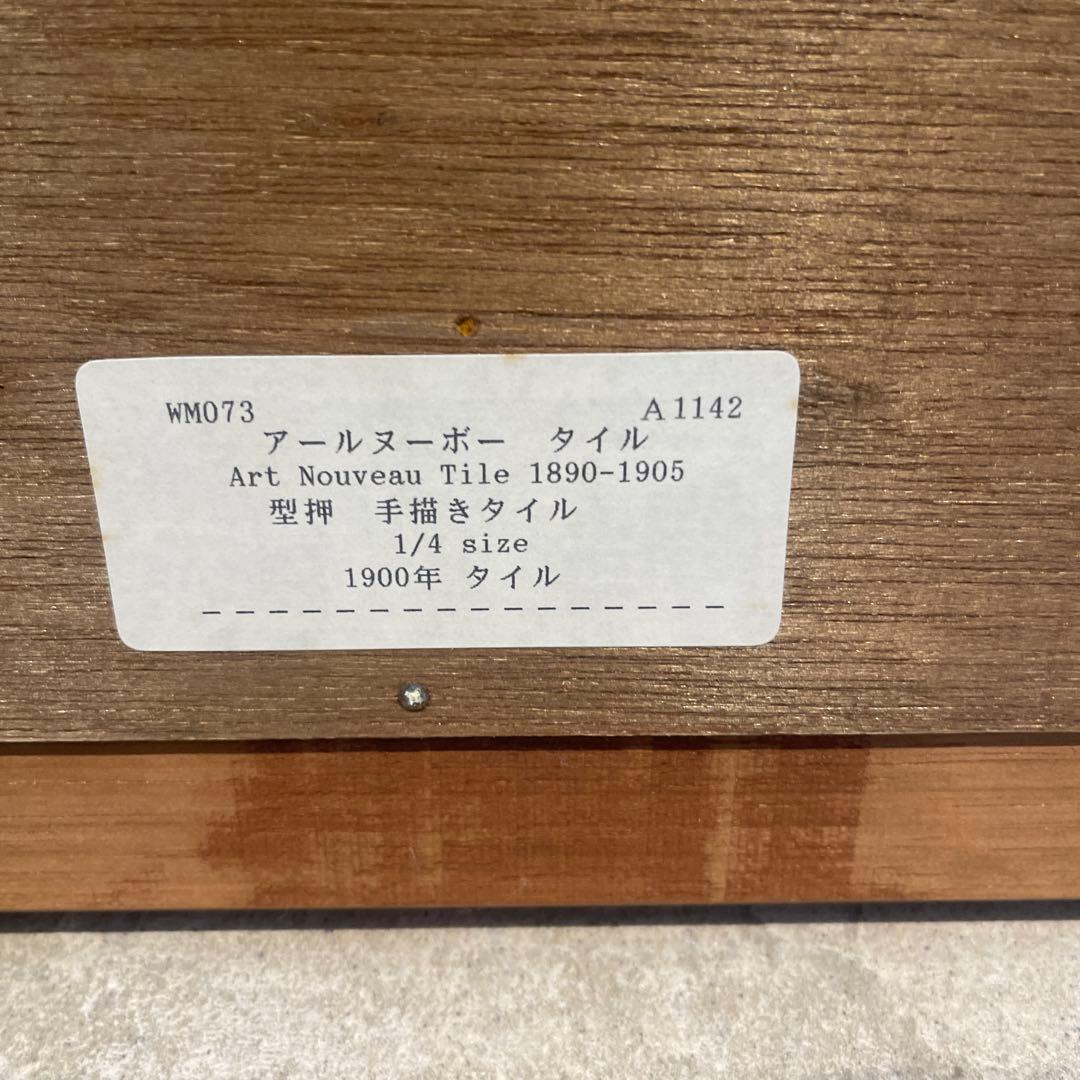 WM073 A1142
アールヌーボー タイル
Art Nouveau Tile 1890-1905
型押 手描きタイル
1/4 size
1900年 タイル